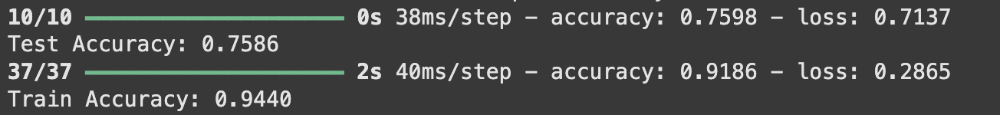 10/10 ━━━━━━━━━━━━━━━━━━━━ 0s 38ms/step - accuracy: 0.7598 - loss: 0.7137
Test Accuracy: 0.7586
37/37 ━━━━━━━━━━━━━━━━━━━━ 2s 40ms/step - accuracy: 0.9186 - loss: 0.2865
Train Accuracy: 0.9440